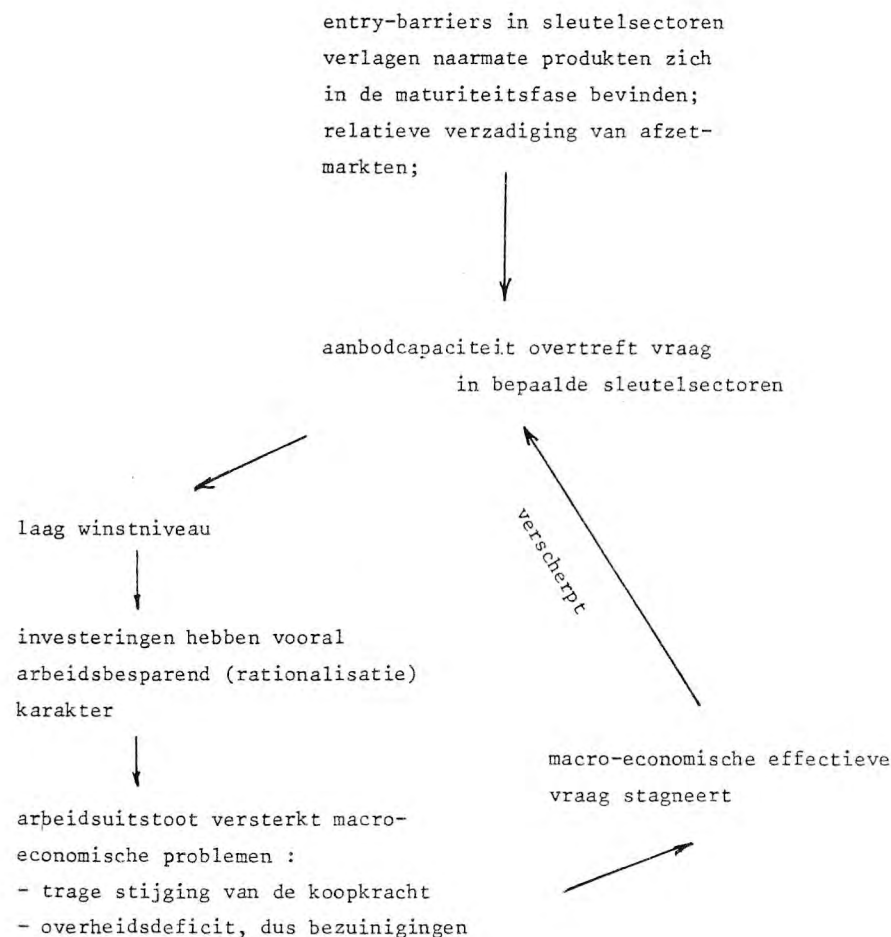 entry-barriers in sleutelsectoren
verlagen naarmate produkten zich
in de maturiteitsfase bevinden;
relatieve verzadiging van afzet-
markten;
aanbodcapaciteit overtreft vraag
in bepaalde sleutelsectoren
laag winstniveau
verscherpt
investeringen hebben vooral
arbeidsbesparend (rationalisatie)
karakter
macro-economische effectieve
vraag stagneert
arbeidsuitstoot versterkt macro-
economische problemen :
- trage stijging van de koopkracht
- overheidsdeficit, dus bezuinigingen